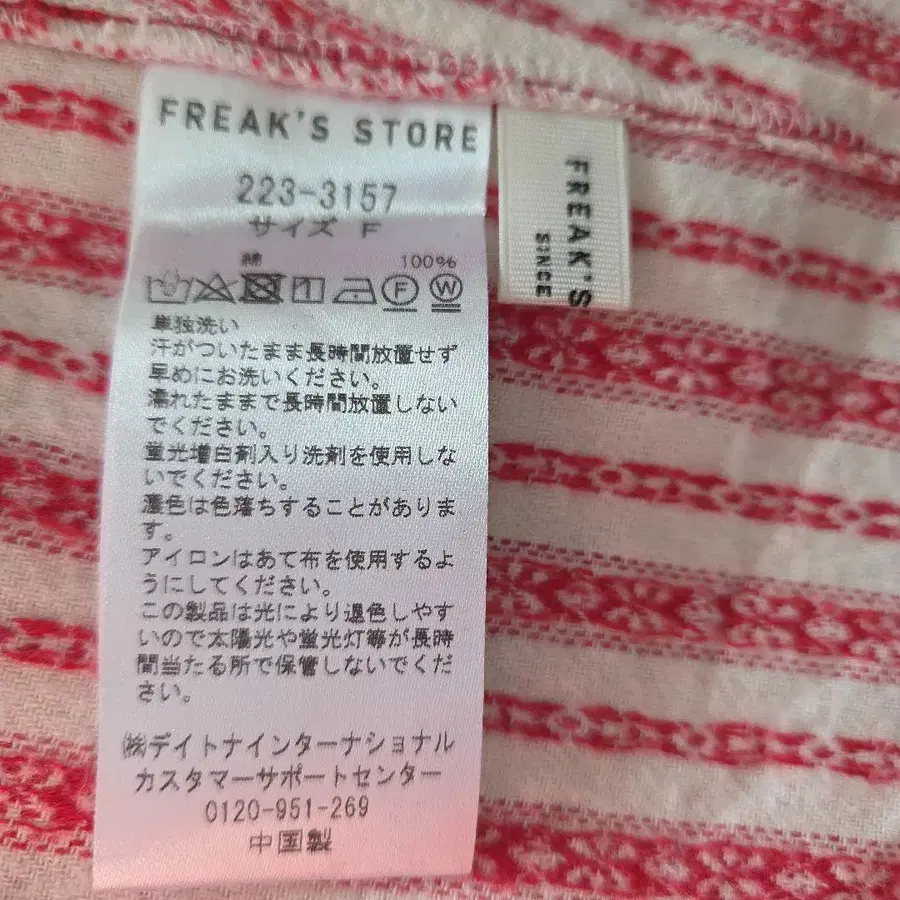 FREAK'S STORE
223-3157
サイズ F
綿 100%
F W
単独洗い
汗がついたまま長時間放置せず
早めにお洗いください。
濡れたままで長時間放置しない
でください。
蛍光増白剤入り洗剤を使用しな
いでください。
濃色は色落ちすることがありま
す。
アイロンはあて布を使用するよ
うにしてください。
この製品は光により退色しやす
いので太陽光や蛍光灯等が長時
間当たる所で保管しないでくだ
さい。
㈱デイトナインターナショナル
カスタマーサポートセンター
0120-951-269
中国製
FREAK'S
SINCE